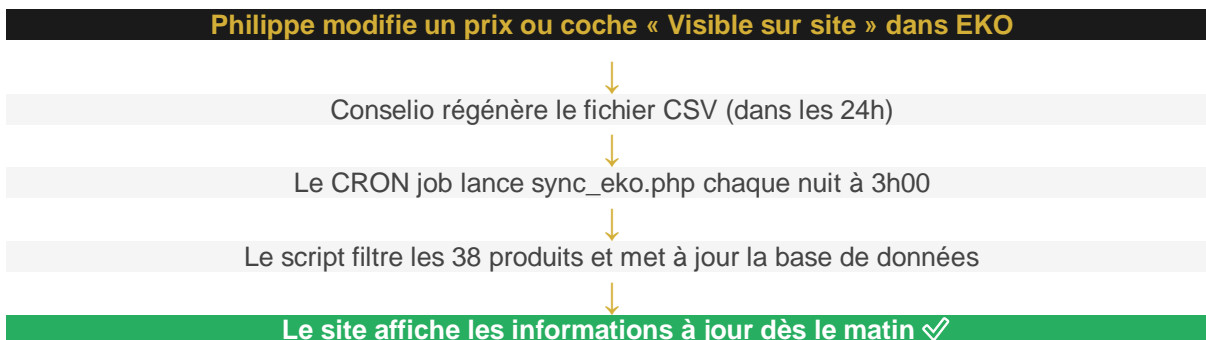 Philippe modifie un prix ou coche « Visible sur site » dans EKO
↓
Conselio régénère le fichier CSV (dans les 24h)
↓
Le CRON job lance sync_eko.php chaque nuit à 3h00
↓
Le script filtre les 38 produits et met à jour la base de données
↓
Le site affiche les informations à jour dès le matin ✅